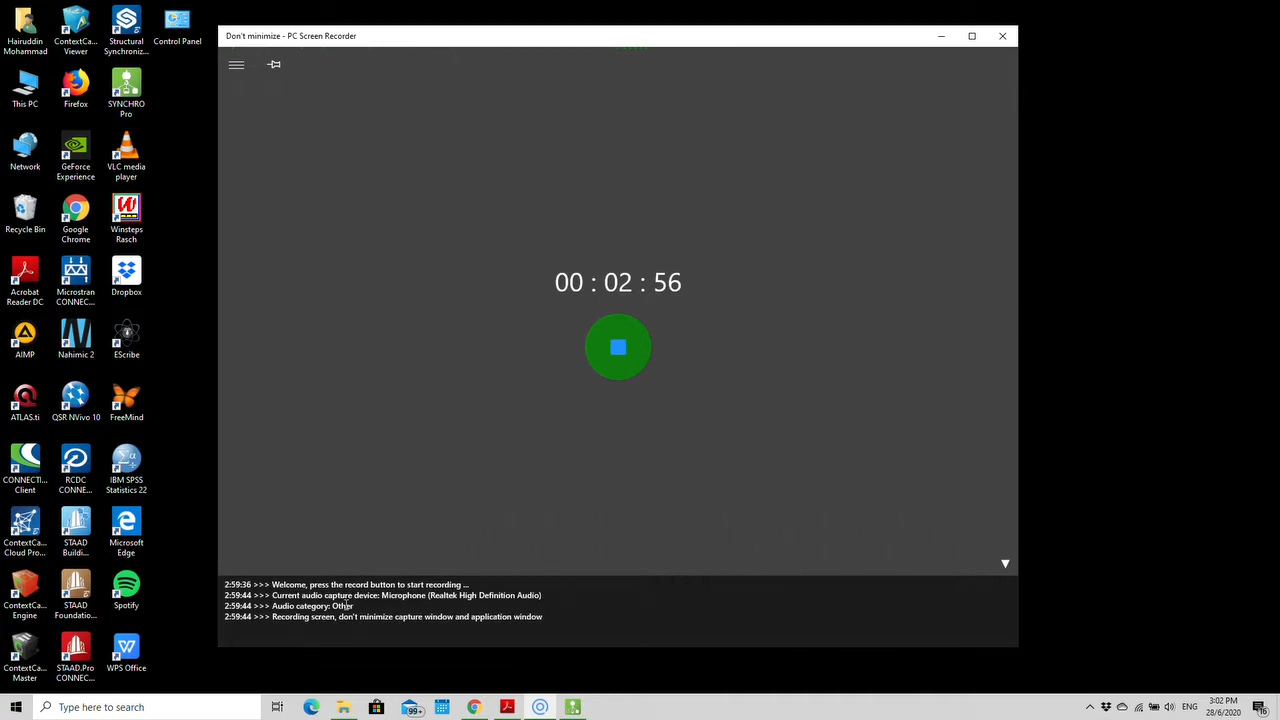 Hairuddin Mohammad
ContextCa... Viewer
Structural Synchroniz...
Control Panel
This PC
Firefox
SYNCHRO Pro
Network
GeForce Experience
VLC media player
Recycle Bin
Google Chrome
Winsteps Rasch
Acrobat Reader DC
Microstran CONNEC...
Dropbox
AIMP
Nahimic 2
EScribe
ATLAS.ti
QSR NVivo 10
FreeMind
CONNECTI... Client
RCDC CONNE...
IBM SPSS Statistics 22
ContextCa... Cloud Pro...
STAAD Buildi...
Microsoft Edge
ContextCa... Engine
STAAD Foundatio...
Spotify
ContextCa... Master
STAAD.Pro CONNEC...
WPS Office
Don't minimize - PC Screen Recorder
00 : 02 : 56
2:59:36 >>> Welcome, press the record button to start recording ...
2:59:44 >>> Current audio capture device: Microphone (Realtek High Definition Audio)
2:59:44 >>> Audio category: Other
2:59:44 >>> Recording screen, don't minimize capture window and application window
Type here to search
99+
ENG
3:02 PM
28/6/2020
16